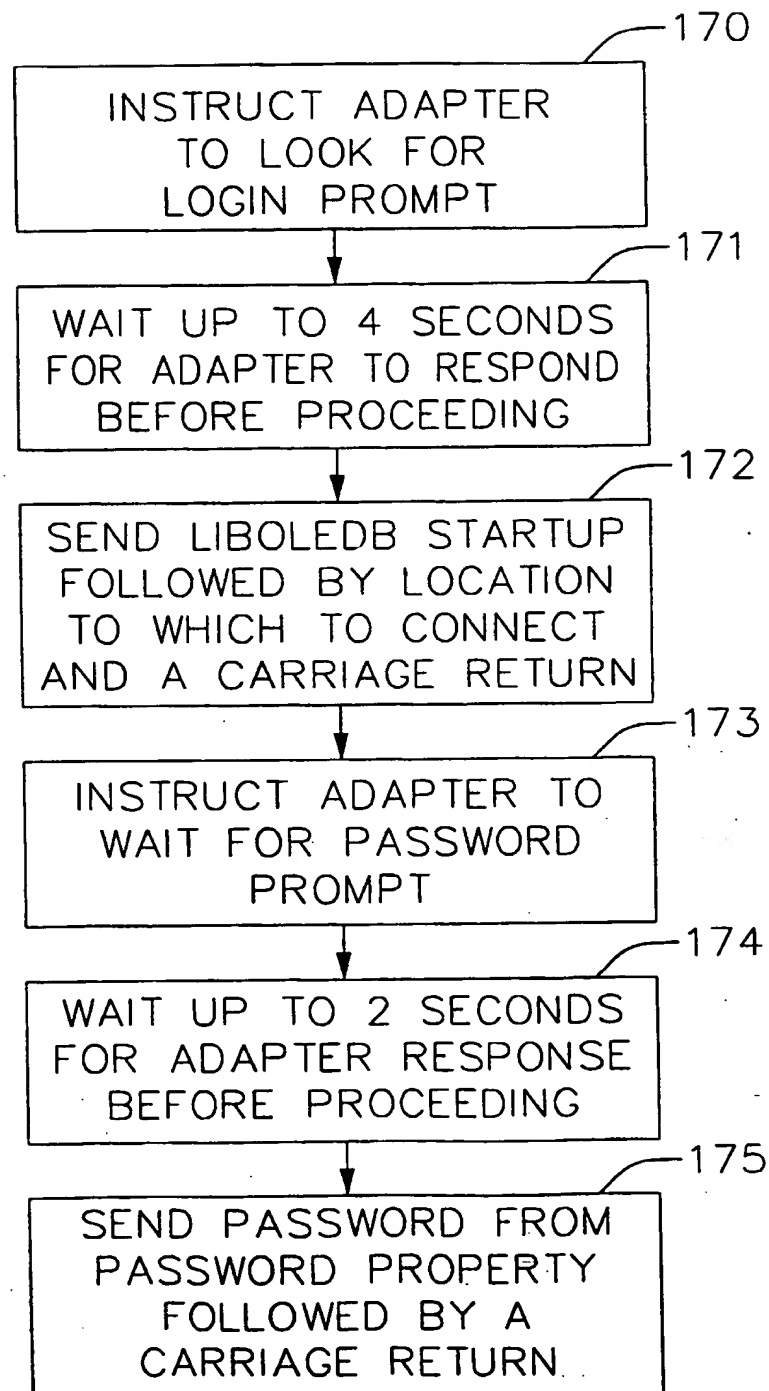 170
INSTRUCT ADAPTER
TO LOOK FOR
LOGIN PROMPT
171
WAIT UP TO 4 SECONDS
FOR ADAPTER TO RESPOND
BEFORE PROCEEDING
172
SEND LIBOLEDB STARTUP
FOLLOWED BY LOCATION
TO WHICH TO CONNECT
AND A CARRIAGE RETURN
173
INSTRUCT ADAPTER TO
WAIT FOR PASSWORD
PROMPT
174
WAIT UP TO 2 SECONDS
FOR ADAPTER RESPONSE
BEFORE PROCEEDING
175
SEND PASSWORD FROM
PASSWORD PROPERTY
FOLLOWED BY A
CARRIAGE RETURN